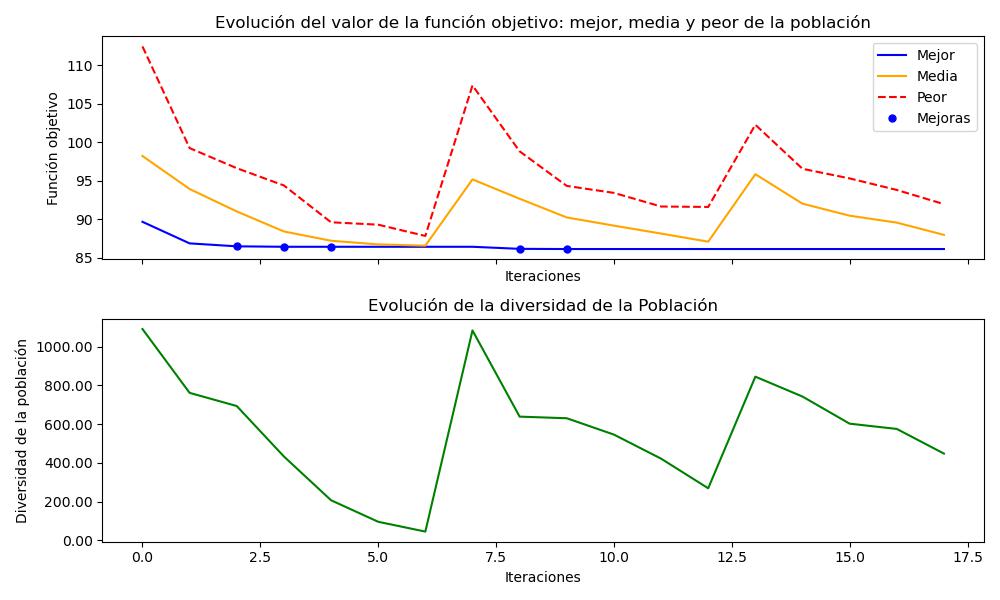 Evolución del valor de la función objetivo: mejor, media y peor de la población
Función objetivo
110
105
100
95
90
85
Mejor
Media
Peor
Mejoras
Iteraciones
Evolución de la diversidad de la Población
Diversidad de la población
1000.00
800.00
600.00
400.00
200.00
0.00
0.0 2.5 5.0 7.5 10.0 12.5 15.0 17.5
Iteraciones